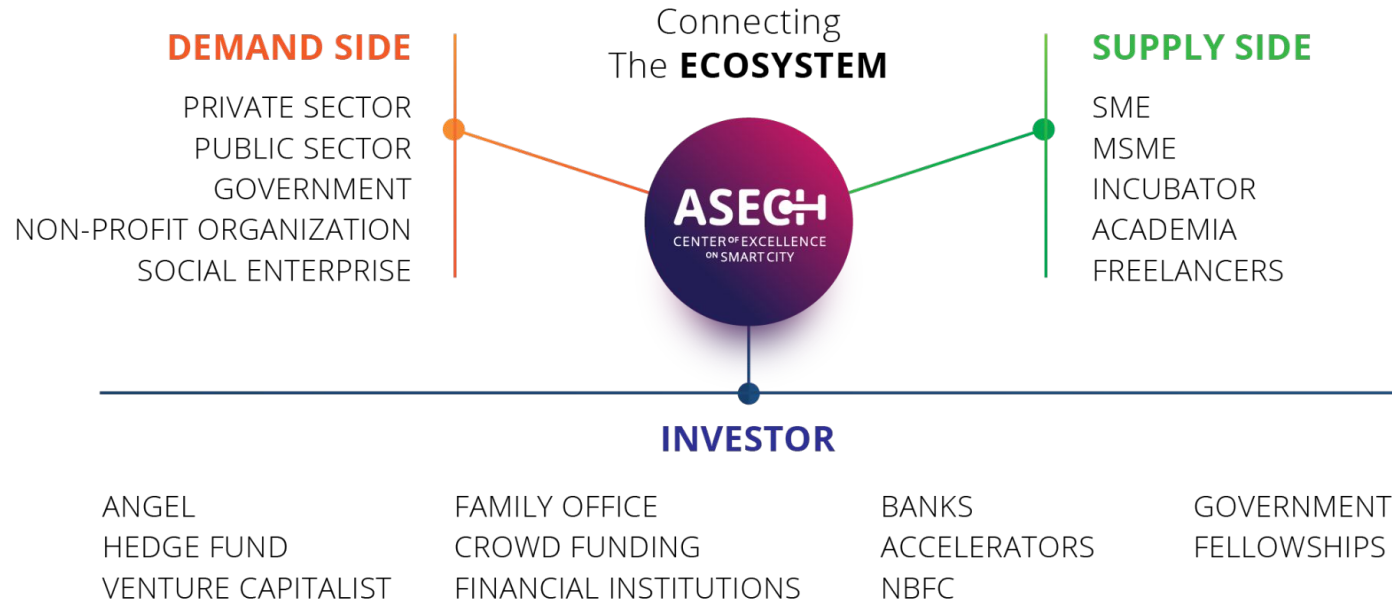 Connecting
The ECOSYSTEM
DEMAND SIDE
PRIVATE SECTOR
PUBLIC SECTOR
GOVERNMENT
NON-PROFIT ORGANIZATION
SOCIAL ENTERPRISE
ASECH
CENTER OF EXCELLENCE
ON SMART CITY
SUPPLY SIDE
SME
MSME
INCUBATOR
ACADEMIA
FREELANCERS
INVESTOR
ANGEL
HEDGE FUND
VENTURE CAPITALIST
FAMILY OFFICE
CROWD FUNDING
FINANCIAL INSTITUTIONS
BANKS
ACCELERATORS
NBFC
GOVERNMENT
FELLOWSHIPS